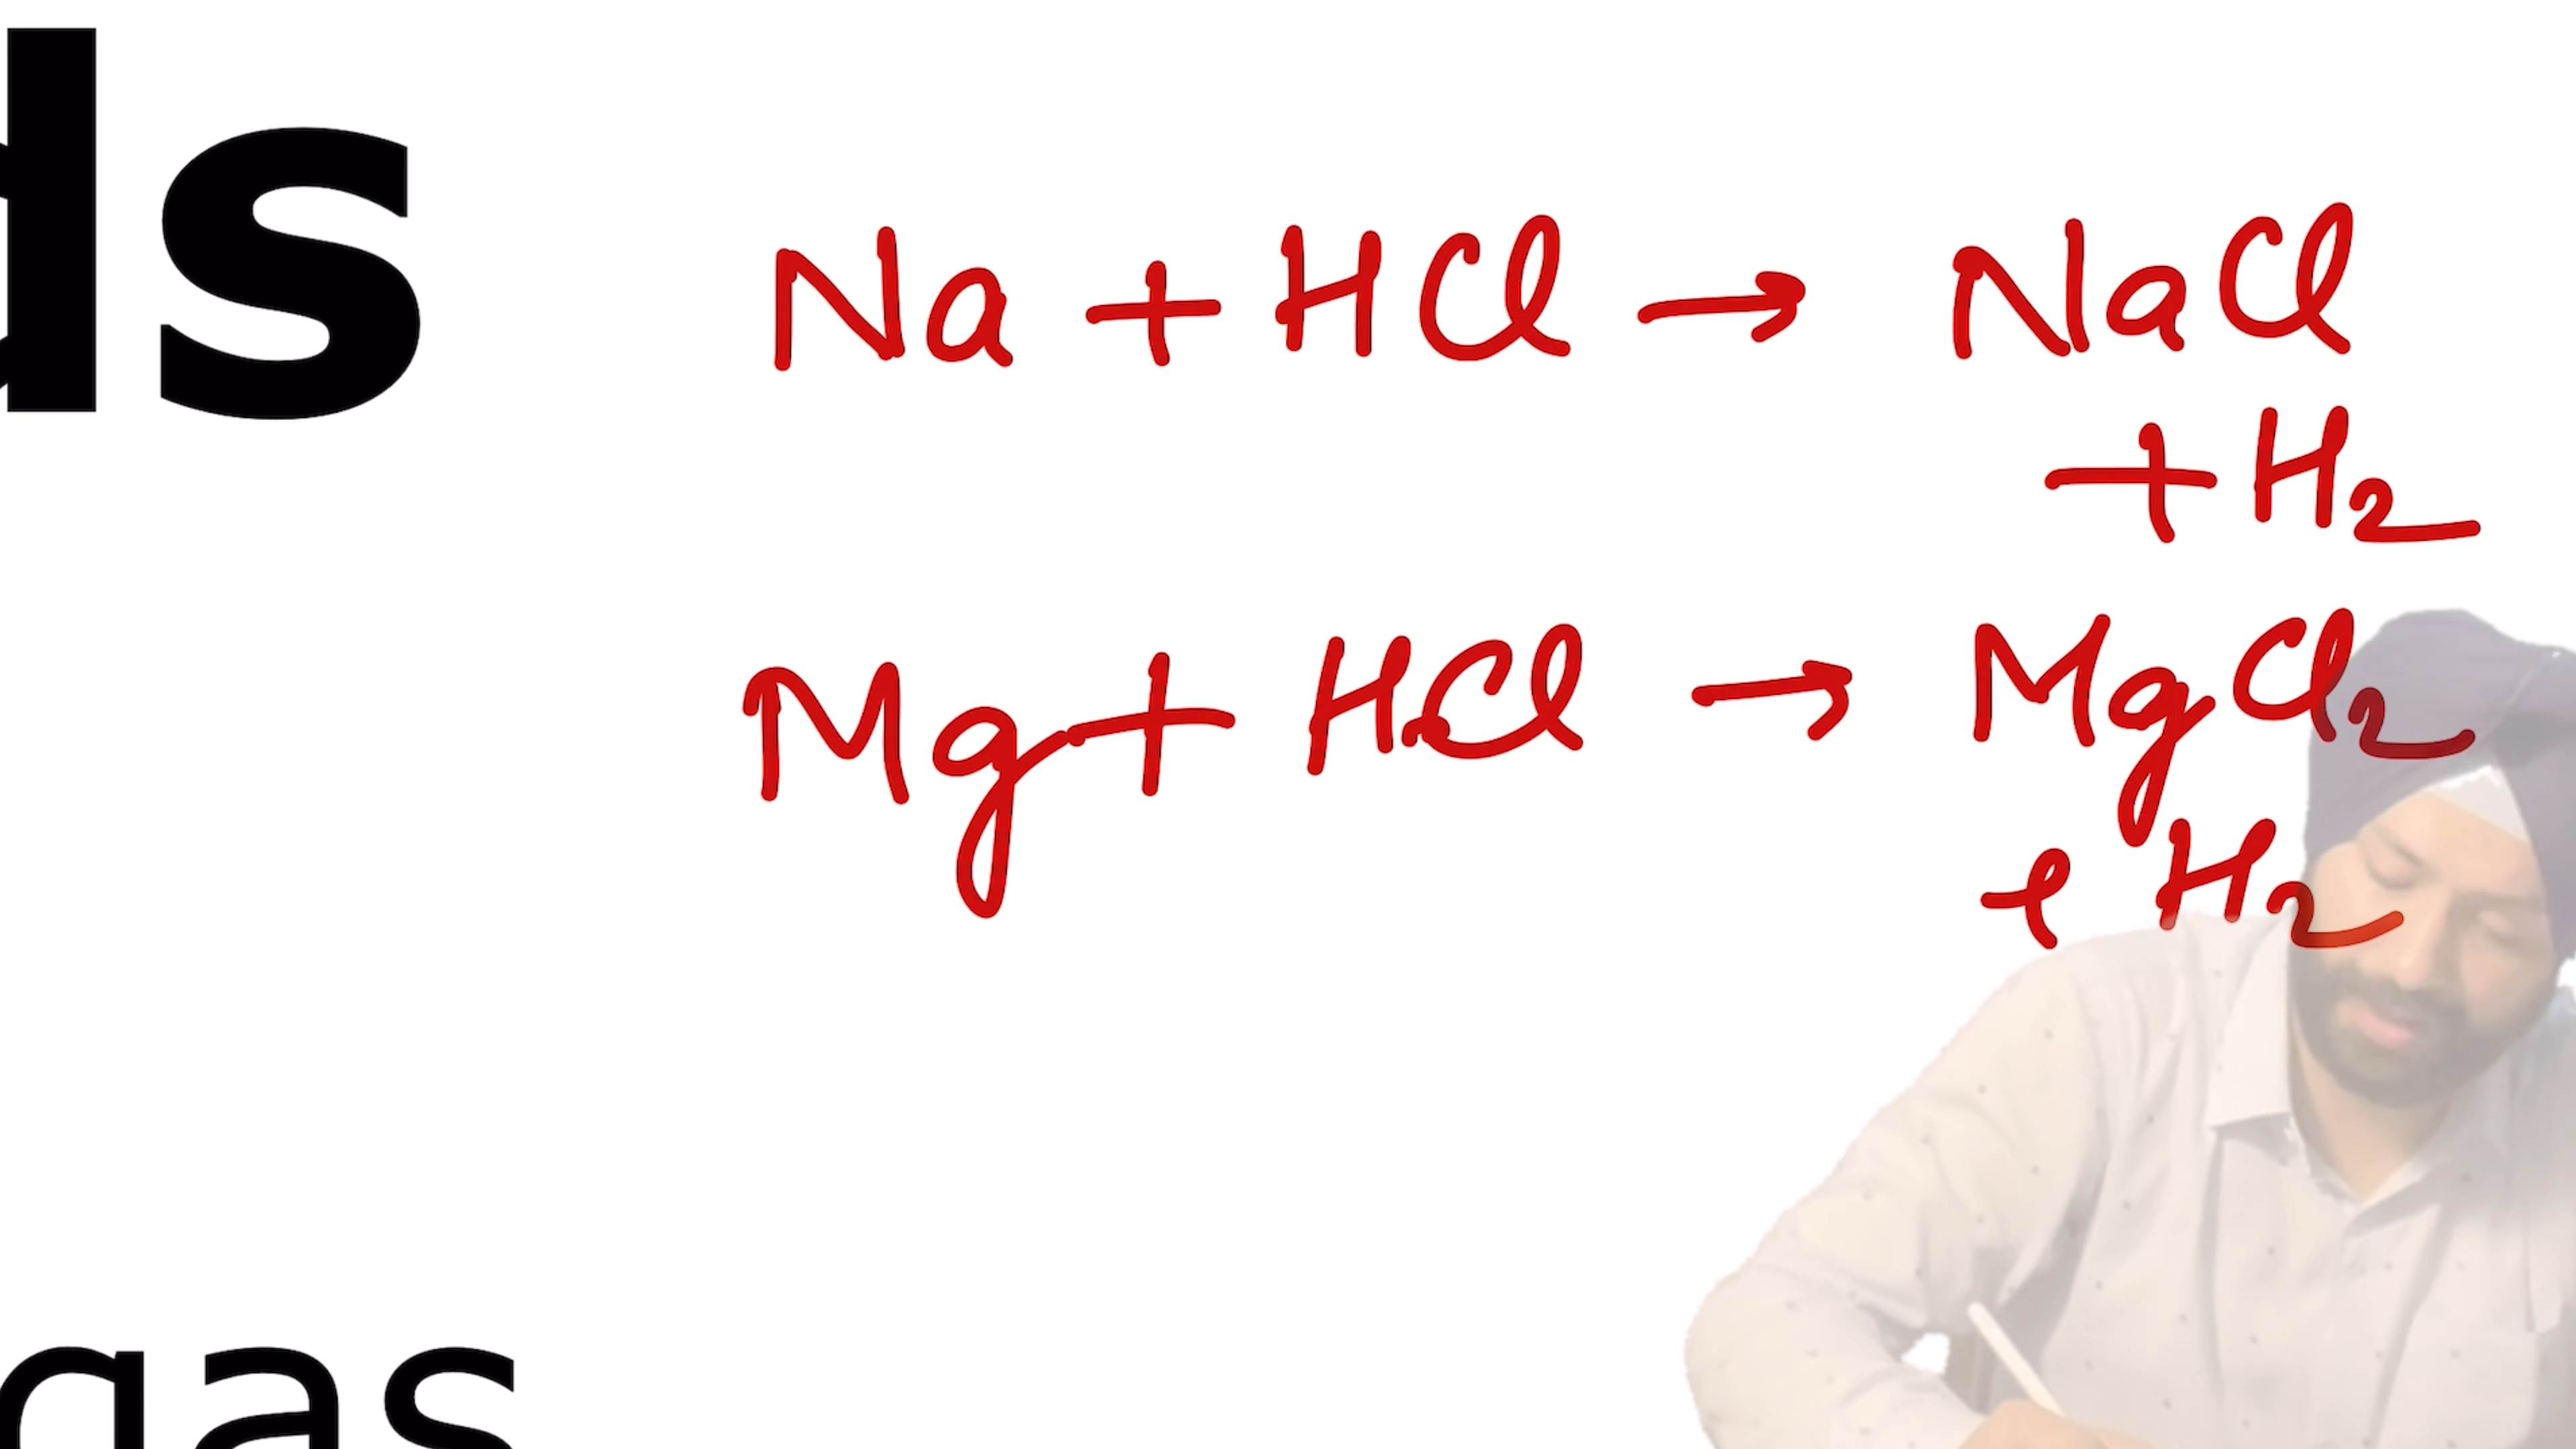 ds
Na + HCl → NaCl
+ H₂
Mg + HCl → MgCl₂
+ H₂
gas